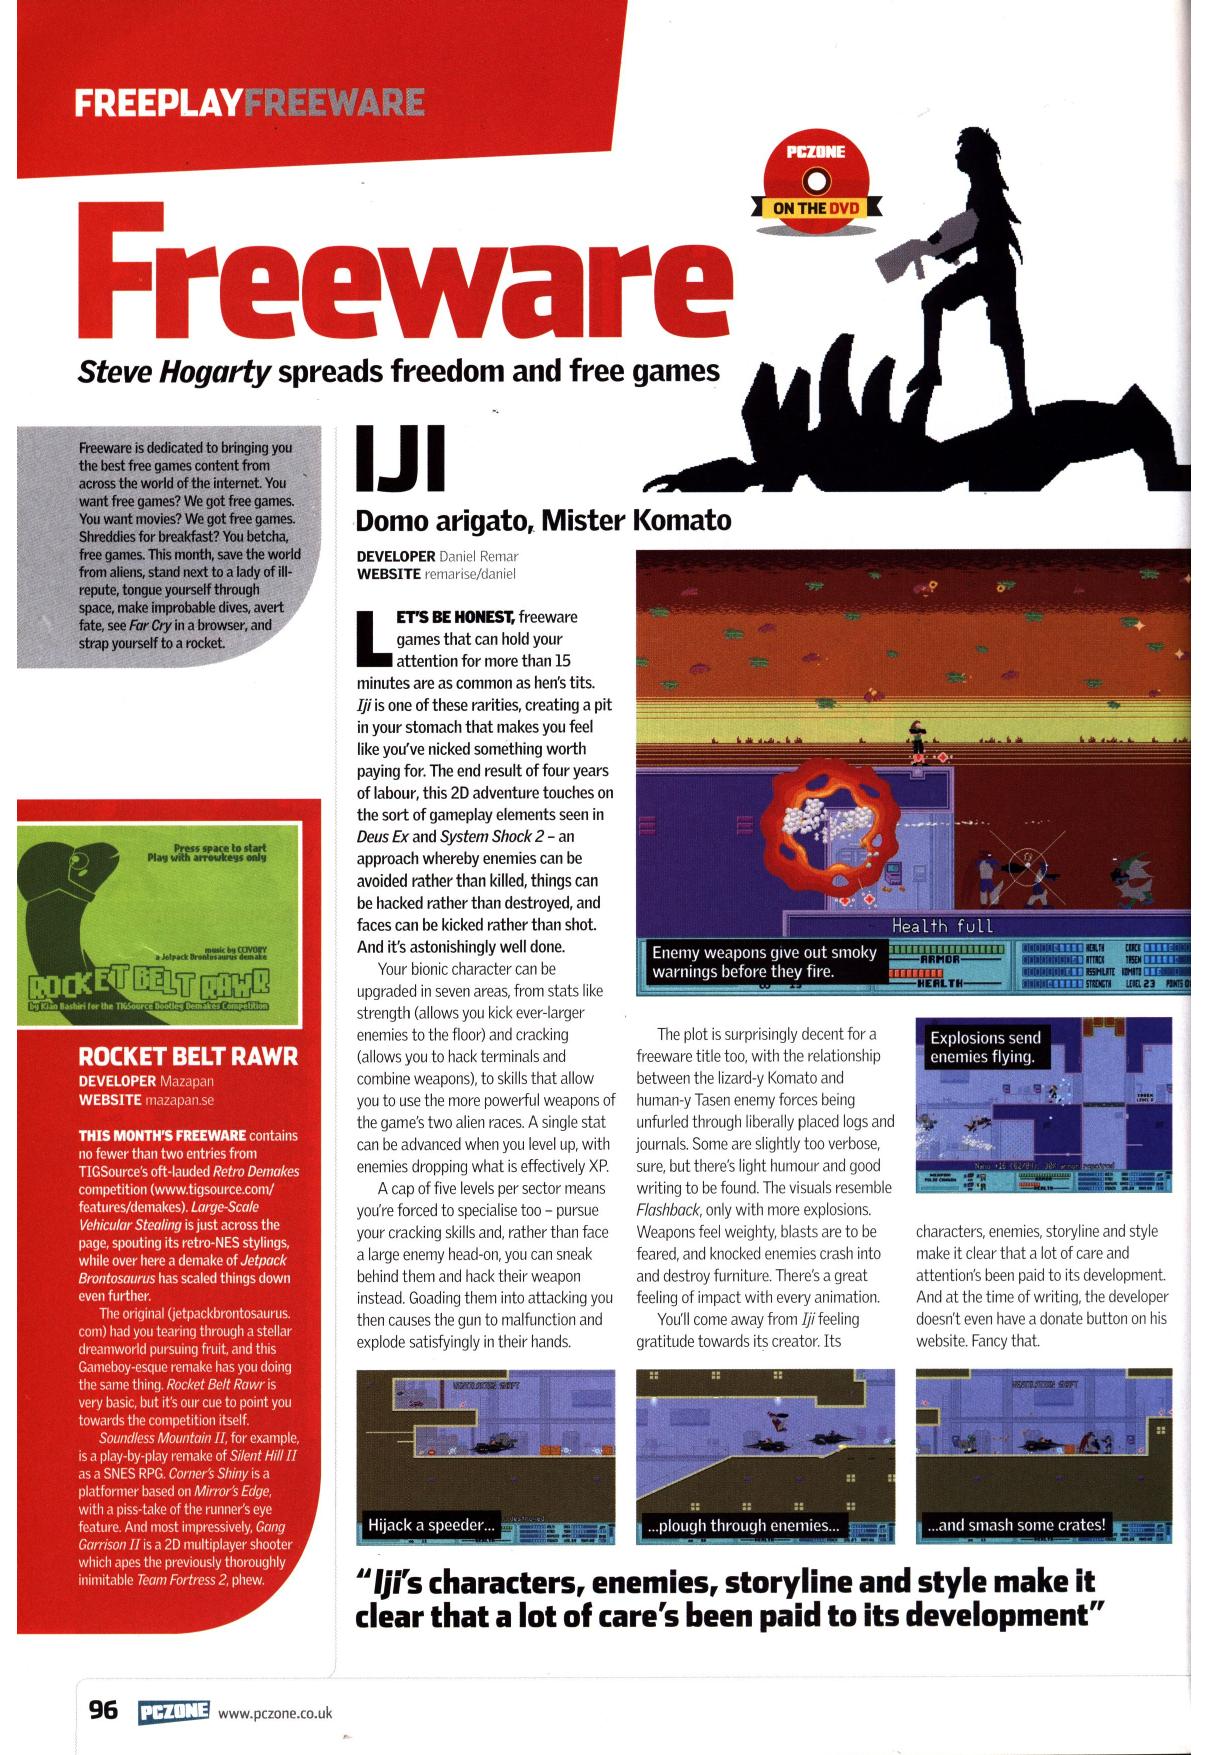 FREEPLAYFREEWARE
PCZONE
ON THE DVD
Freeware
Steve Hogarty spreads freedom and free games
Freeware is dedicated to bringing you
the best free games content from
across the world of the internet. You
want free games? We got free games.
You want movies? We got free games.
Shreddies for breakfast? You betcha,
free games. This month, save the world
from aliens, stand next to a lady of ill-
repute, tongue yourself through
space, make improbable dives, avert
fate, see Far Cry in a browser, and
strap yourself to a rocket.
Press space to start
Play with arrowkeys only
music by COVOX
a Jetpack Brontosaurus demake
ROCKET BELT RAWR
by Kian Bashiri for the TIGSource Bootleg Demakes Competition
ROCKET BELT RAWR
DEVELOPER Mazapan
WEBSITE mazapan.se
THIS MONTH'S FREEWARE contains
no fewer than two entries from
TIGSource's oft-lauded Retro Demakes
competition (www.tigsource.com/
features/demakes). Large-Scale
Vehicular Stealing is just across the
page, spouting its retro-NES stylings,
while over here a demake of Jetpack
Brontosaurus has scaled things down
even further.
The original (jetpackbrontosaurus.
com) had you tearing through a stellar
dreamworld pursuing fruit, and this
Gameboy-esque remake has you doing
the same thing. Rocket Belt Rawr is
very basic, but it's our cue to point you
towards the competition itself.
Soundless Mountain II, for example,
is a play-by-play remake of Silent Hill II
as a SNES RPG. Corner's Shiny is a
platformer based on Mirror's Edge,
with a piss-take of the runner's eye
feature. And most impressively, Gang
Garrison II is a 2D multiplayer shooter
which apes the previously thoroughly
inimitable Team Fortress 2, phew.
IJI
Domo arigato, Mister Komato
DEVELOPER Daniel Remar
WEBSITE remarise/daniel
LET'S BE HONEST, freeware
games that can hold your
attention for more than 15
minutes are as common as hen's tits.
Iji is one of these rarities, creating a pit
in your stomach that makes you feel
like you've nicked something worth
paying for. The end result of four years
of labour, this 2D adventure touches on
the sort of gameplay elements seen in
Deus Ex and System Shock 2 – an
approach whereby enemies can be
avoided rather than killed, things can
be hacked rather than destroyed, and
faces can be kicked rather than shot.
And it's astonishingly well done.
Your bionic character can be
upgraded in seven areas, from stats like
strength (allows you kick ever-larger
enemies to the floor) and cracking
(allows you to hack terminals and
combine weapons), to skills that allow
you to use the more powerful weapons of
the game's two alien races. A single stat
can be advanced when you level up, with
enemies dropping what is effectively XP.
A cap of five levels per sector means
you're forced to specialise too – pursue
your cracking skills and, rather than face
a large enemy head-on, you can sneak
behind them and hack their weapon
instead. Goading them into attacking you
then causes the gun to malfunction and
explode satisfyingly in their hands.
Health full
Enemy weapons give out smoky
warnings before they fire.
ARMOR
HEALTH
HEALTH CRACK
ATTACK TASEN
ASSIMILATE KOMATO
STRENGTH LEVEL 23 POINTS 0
The plot is surprisingly decent for a
freeware title too, with the relationship
between the lizard-y Komato and
human-y Tasen enemy forces being
unfurled through liberally placed logs and
journals. Some are slightly too verbose,
sure, but there's light humour and good
writing to be found. The visuals resemble
Flashback, only with more explosions.
Weapons feel weighty, blasts are to be
feared, and knocked enemies crash into
and destroy furniture. There's a great
feeling of impact with every animation.
You'll come away from Iji feeling
gratitude towards its creator. Its
Explosions send
enemies flying.
characters, enemies, storyline and style
make it clear that a lot of care and
attention's been paid to its development.
And at the time of writing, the developer
doesn't even have a donate button on his
website. Fancy that.
VENTILATION SHAFT
Hijack a speeder...
...plough through enemies...
VENTILATION SHAFT
...and smash some crates!
"Iji's characters, enemies, storyline and style make it
clear that a lot of care's been paid to its development"
96 PCZONE www.pczone.co.uk